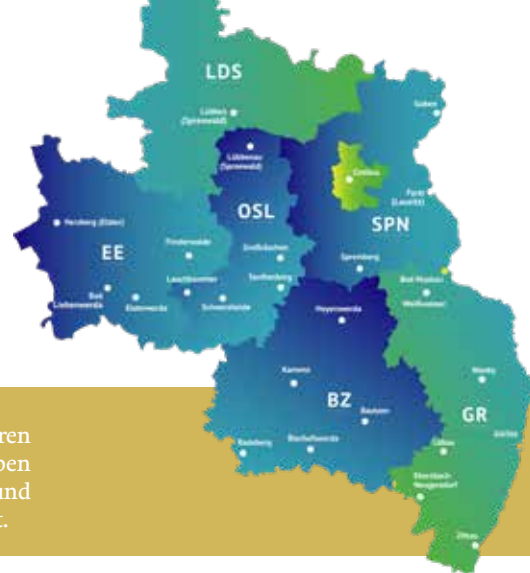 LDS
Lübben
(Spreewald)
Guben
Lübbenau
(Spreewald)
Cottbus
Forst
(Lausitz)
OSL
SPN
Herzberg (Elster)
EE
Finsterwalde
Großräschen
Spremberg
Lauchhammer
Senftenberg
Bad Muskau
Bad
Liebenwerda
Elsterwerda
Schwarzheide
Weißwasser
Hoyerswerda
Kamenz
Niesky
BZ
Bautzen
GR
Görlitz
Radeberg
Bischofswerda
Löbau
Ebersbach-
Neugersdorf
Zittau
ren
ben
und
t.